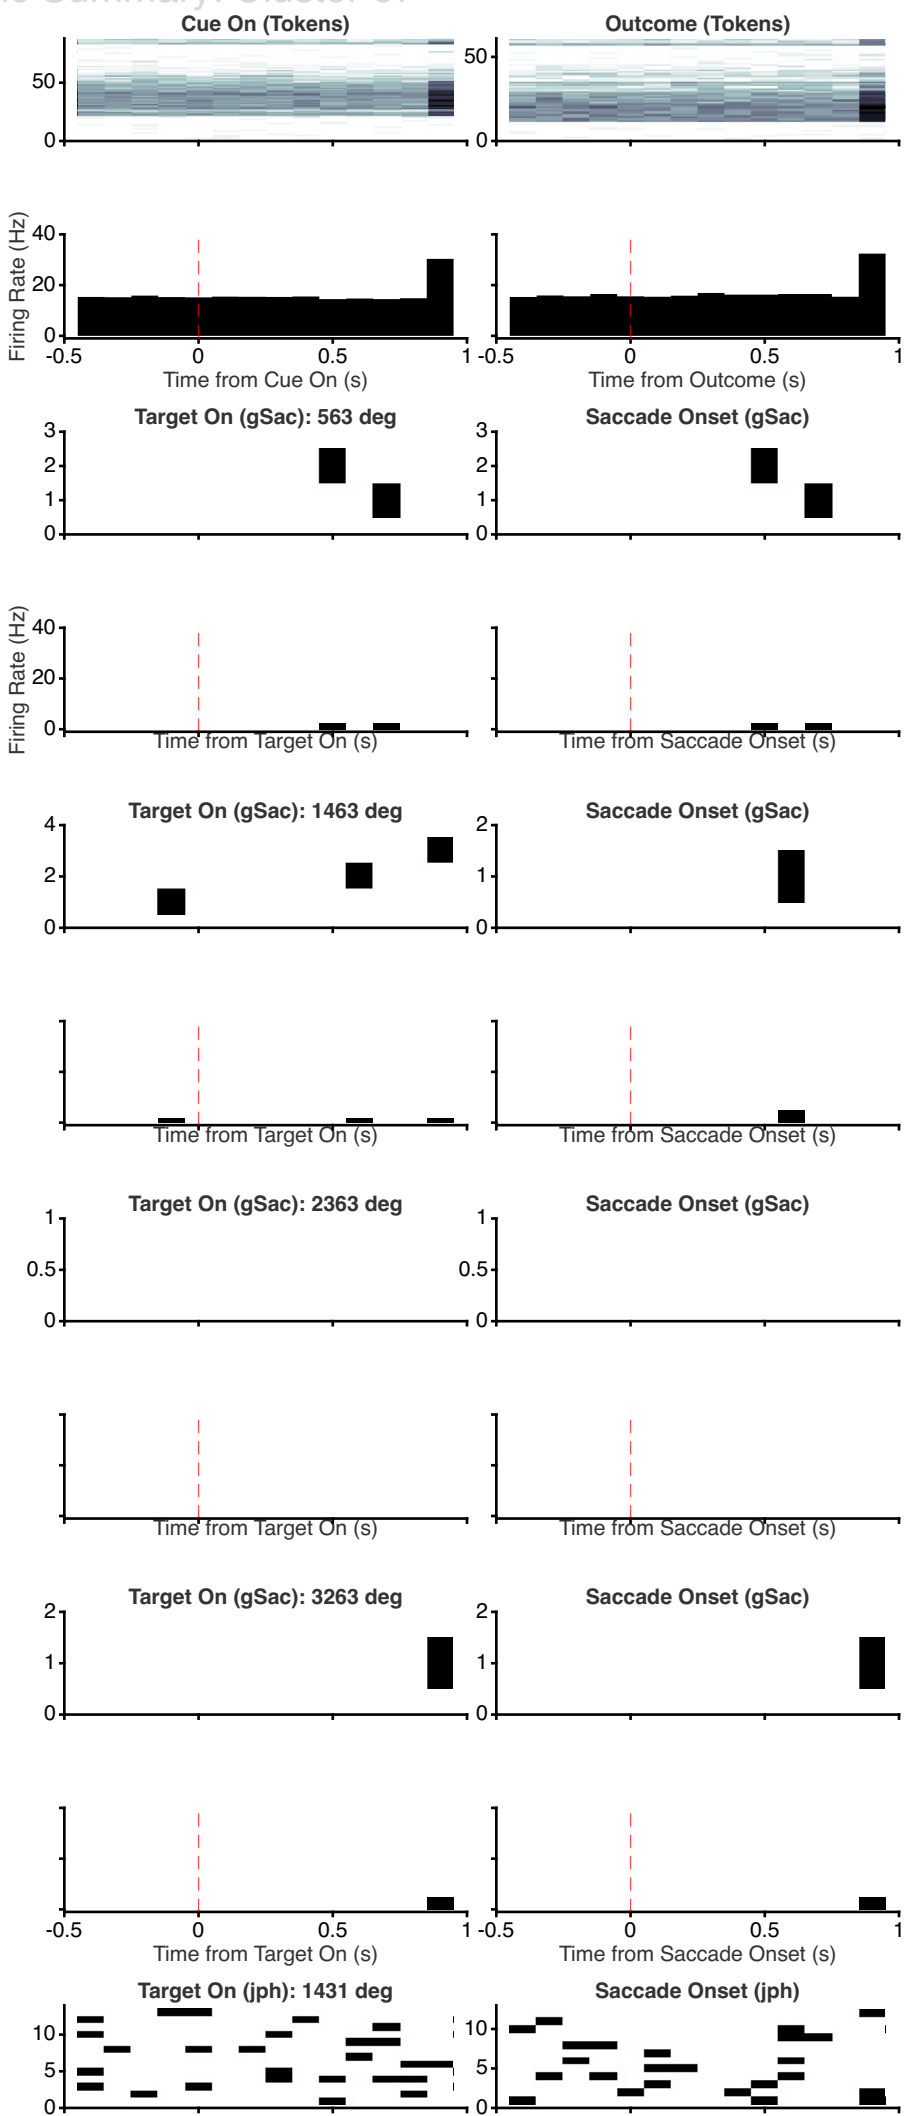 Summary: Cluster
Cue On (Tokens) Outcome (Tokens)
50 50
0 0
Firing Rate (Hz)
40
20
0
-0.5 0 0.5 1 -0.5 0 0.5 1
Time from Cue On (s) Time from Outcome (s)
Target On (gSac): 563 deg Saccade Onset (gSac)
3 3
2 2
1 1
0 0
Firing Rate (Hz)
40
20
0
Time from Target On (s) Time from Saccade Onset (s)
Target On (gSac): 1463 deg Saccade Onset (gSac)
4 2
2 1
0 0
Time from Target On (s) Time from Saccade Onset (s)
Target On (gSac): 2363 deg Saccade Onset (gSac)
1 1
0.5 0.5
0 0
Time from Target On (s) Time from Saccade Onset (s)
Target On (gSac): 3263 deg Saccade Onset (gSac)
2 2
1 1
0 0
-0.5 0 0.5 1 -0.5 0 0.5 1
Time from Target On (s) Time from Saccade Onset (s)
Target On (jph): 1431 deg Saccade Onset (jph)
10 10
5 5
0 0